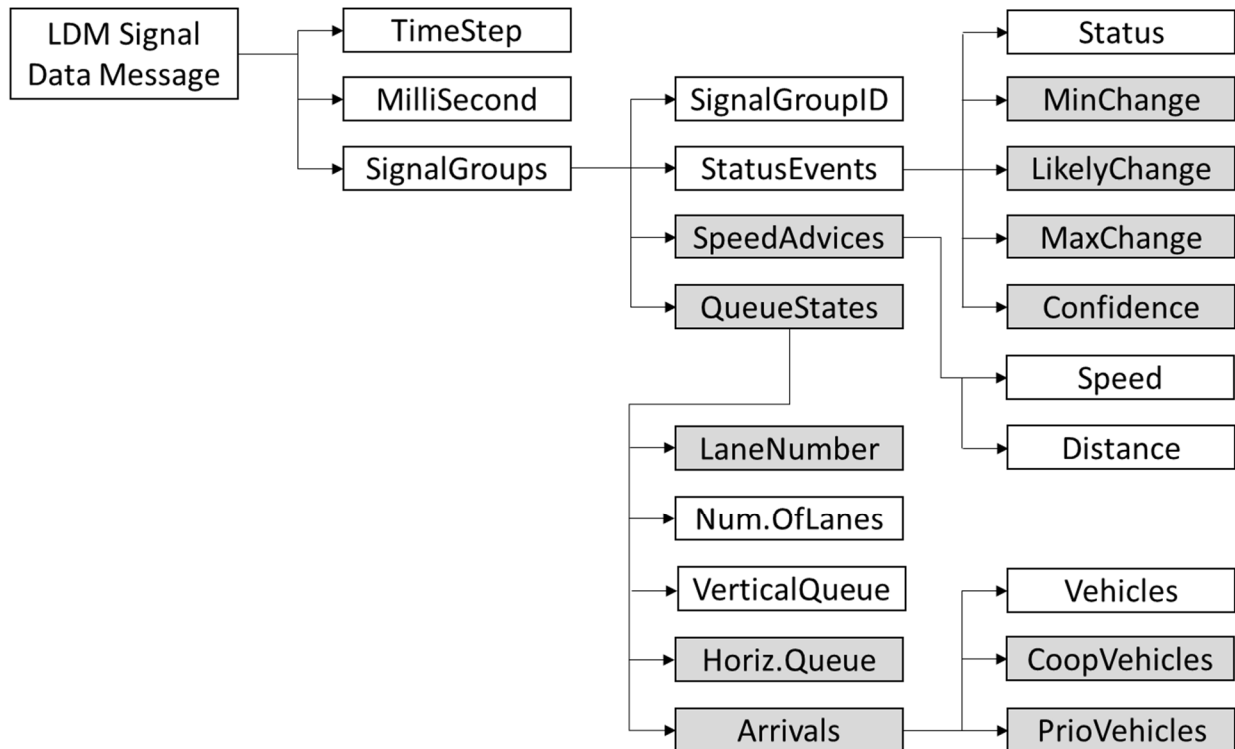 LDM Signal
Data Message
TimeStep
MilliSecond
SignalGroups
SignalGroupID
StatusEvents
SpeedAdvices
QueueStates
Status
MinChange
LikelyChange
MaxChange
Confidence
Speed
Distance
LaneNumber
Num.OfLanes
VerticalQueue
Horiz.Queue
Arrivals
Vehicles
CoopVehicles
PrioVehicles